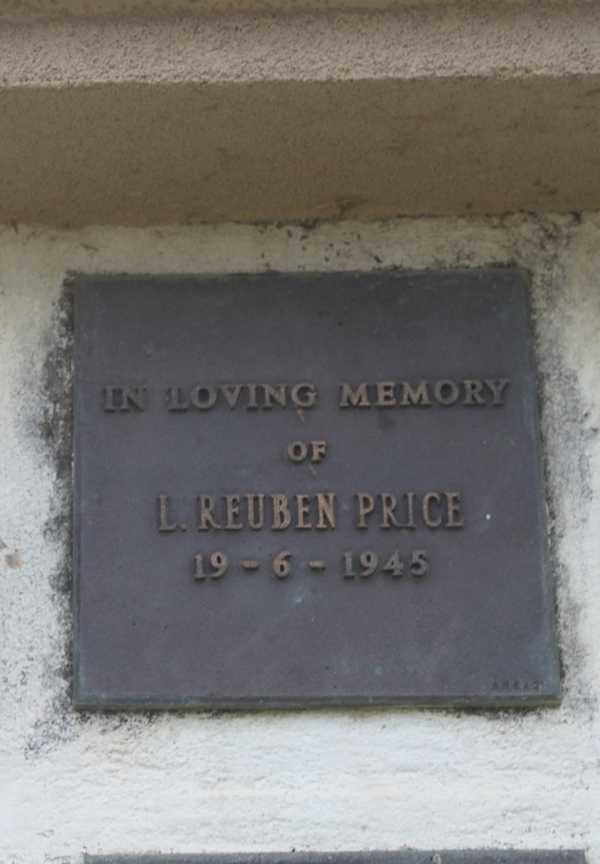 IN LOVING MEMORY
OF
L. REUBEN PRICE
19 - 6 - 1945